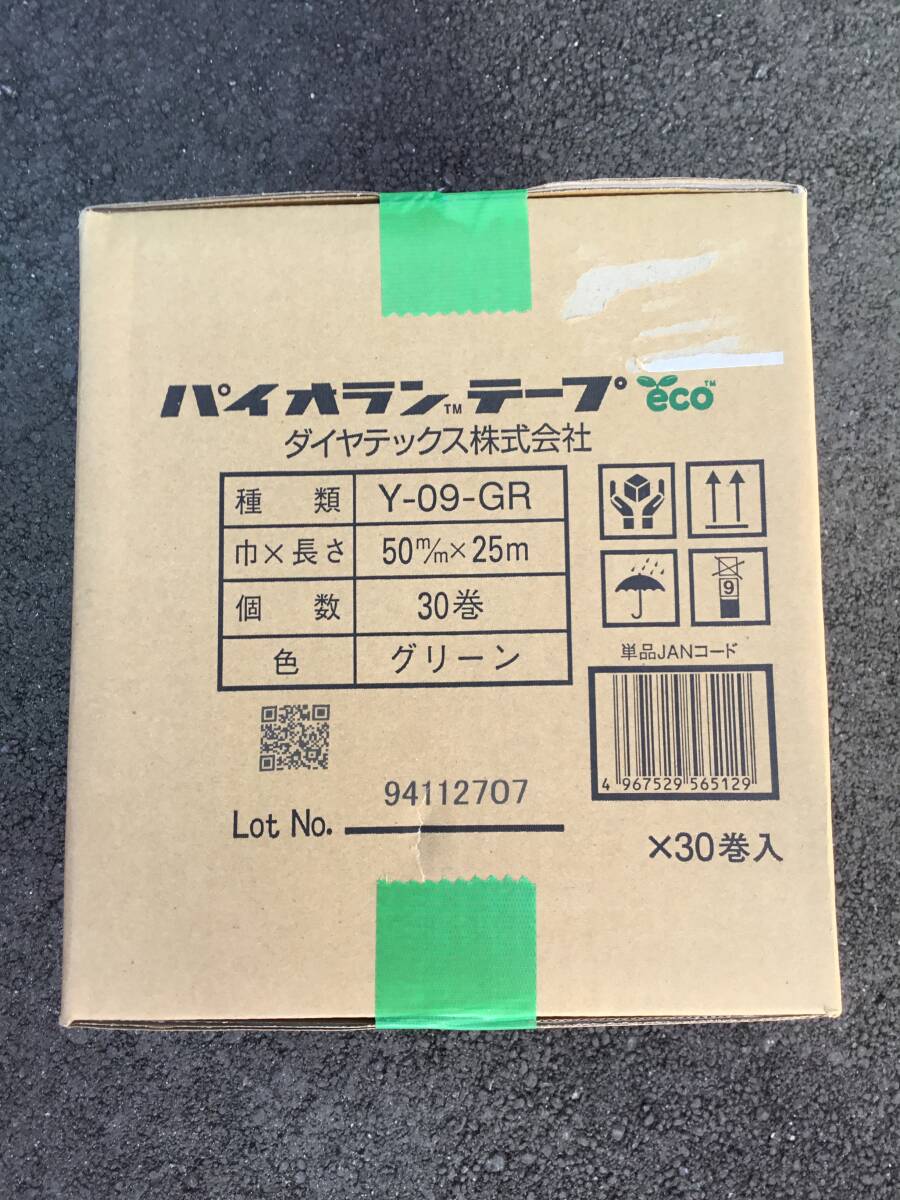 パイオラン™テープ eco™
ダイヤテックス株式会社
種類 Y-09-GR
巾×長さ 50m/m×25m
個数 30巻
色 グリーン
9
単品JANコード
4 967529 565129
Lot No. 94112707
×30巻入